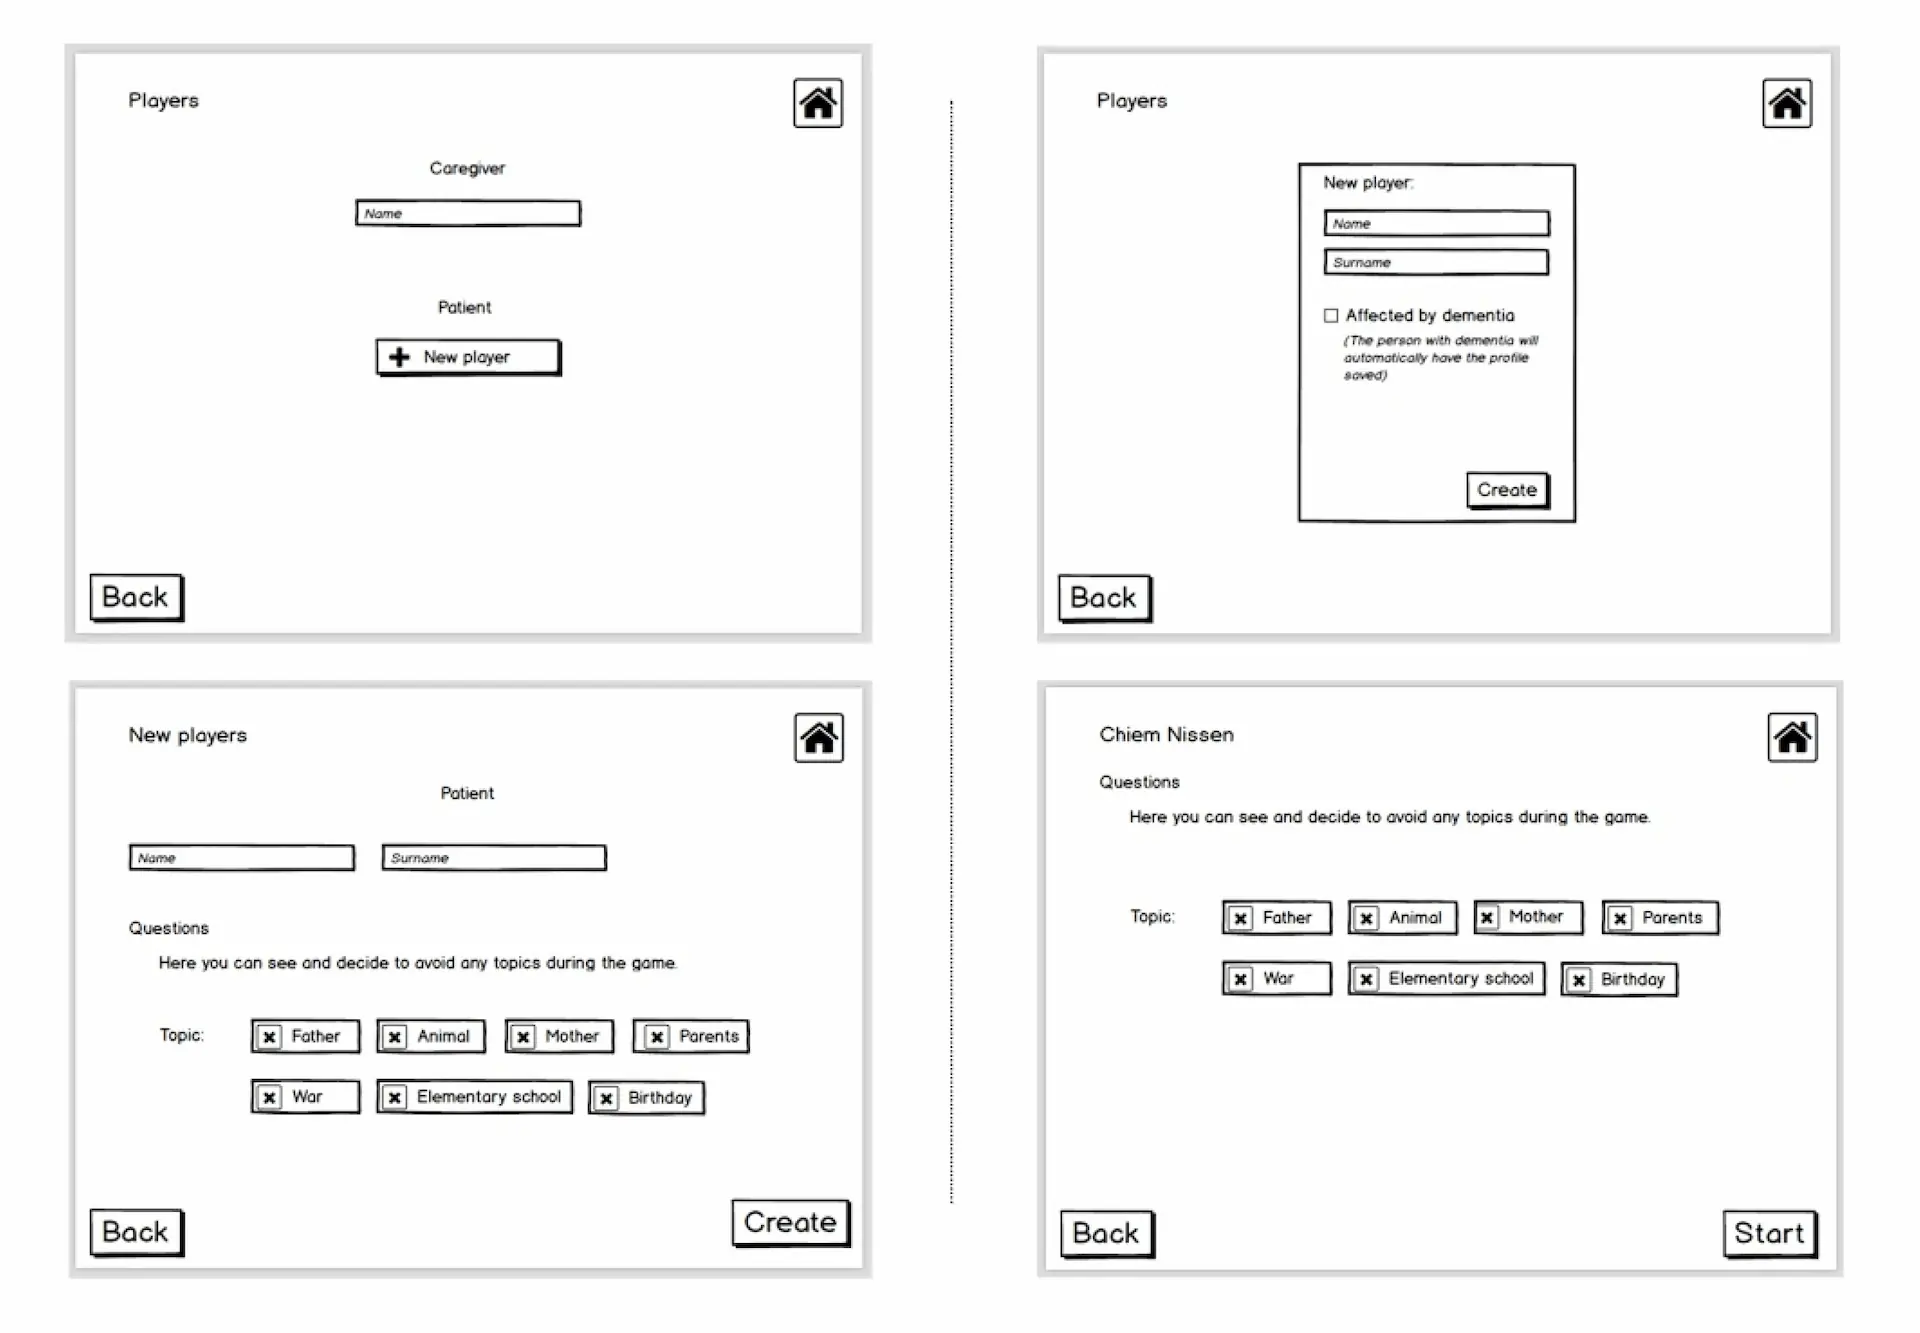 Players
Caregiver
Name
Patient
New player
Back
Players
New player:
Name
Surname
Affected by dementia
(The person with dementia will
automatically have the profile
saved)
Create
Back
New players
Patient
Name Surname
Questions
Here you can see and decide to avoid any topics during the game.
Topic: Father Animal Mother Parents
War Elementary school Birthday
Back Create
Chiem Nissen
Questions
Here you can see and decide to avoid any topics during the game.
Topic: Father Animal Mother Parents
War Elementary school Birthday
Back Start